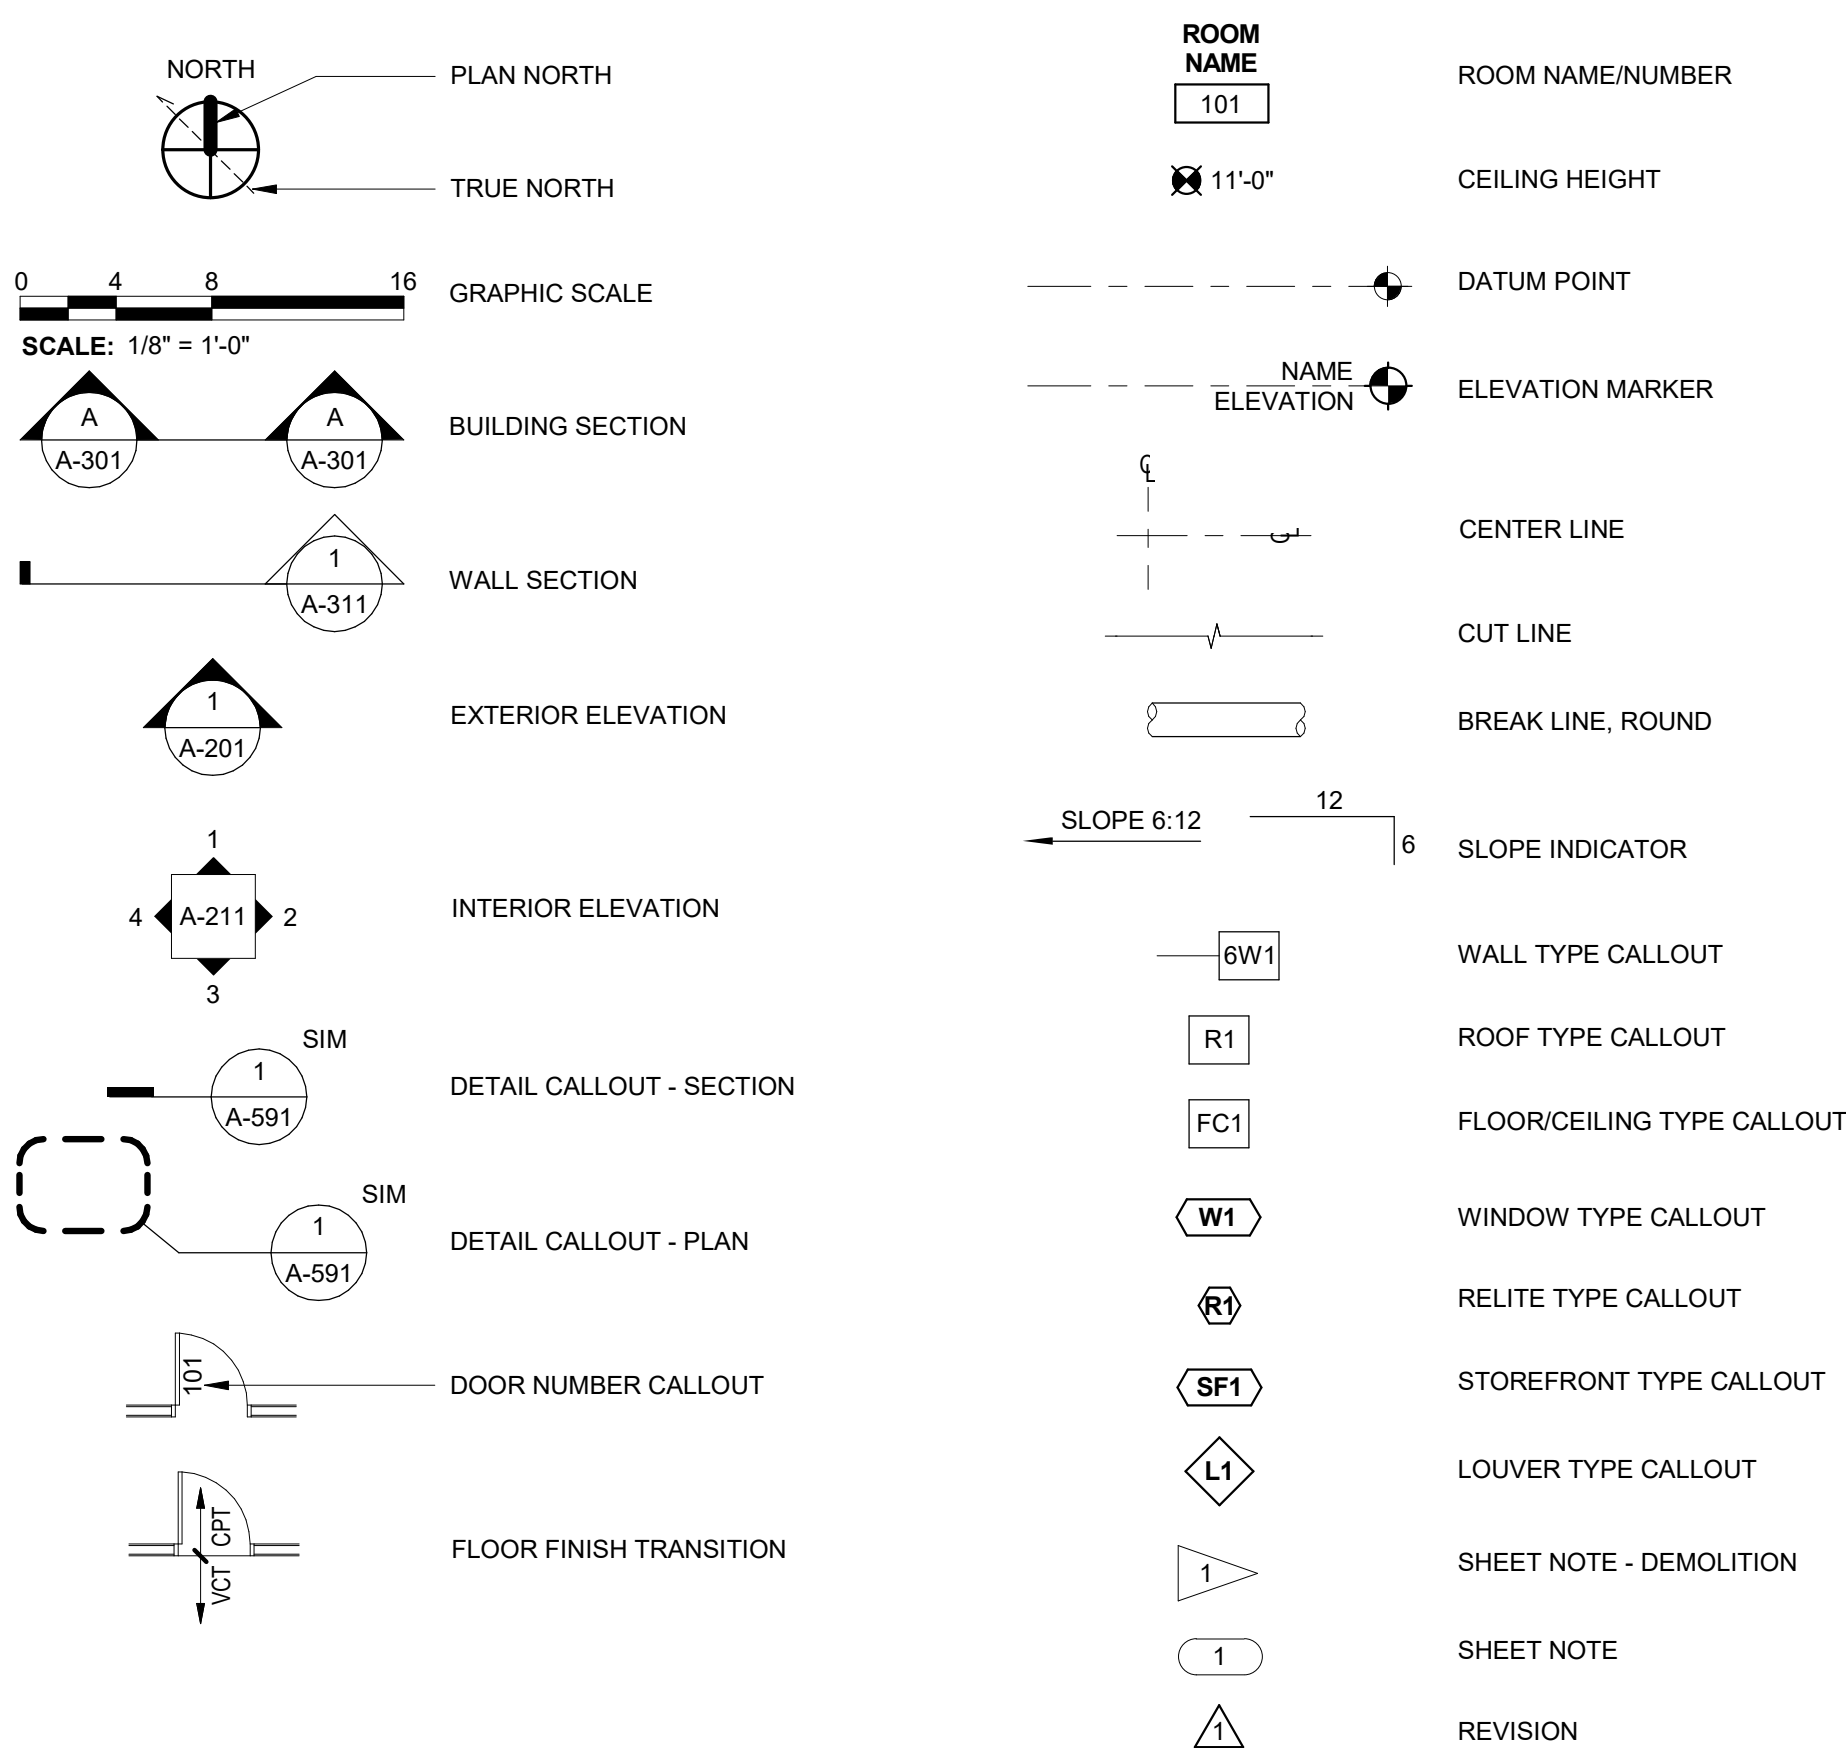 NORTH
PLAN NORTH
TRUE NORTH
0 4 8 16
GRAPHIC SCALE
SCALE: 1/8" = 1'-0"
A A
A-301 A-301
BUILDING SECTION
1
A-311
WALL SECTION
1
A-201
EXTERIOR ELEVATION
1
4 A-211 2
3
INTERIOR ELEVATION
SIM
1
A-591
DETAIL CALLOUT - SECTION
SIM
1
A-591
DETAIL CALLOUT - PLAN
101
DOOR NUMBER CALLOUT
CPT
VCT
FLOOR FINISH TRANSITION
ROOM
NAME
101
ROOM NAME/NUMBER
11'-0"
CEILING HEIGHT
DATUM POINT
NAME
ELEVATION
ELEVATION MARKER
CL
CL
CENTER LINE
CUT LINE
BREAK LINE, ROUND
SLOPE 6:12
12
6
SLOPE INDICATOR
6W1
WALL TYPE CALLOUT
R1
ROOF TYPE CALLOUT
FC1
FLOOR/CEILING TYPE CALLOUT
W1
WINDOW TYPE CALLOUT
R1
RELITE TYPE CALLOUT
SF1
STOREFRONT TYPE CALLOUT
L1
LOUVER TYPE CALLOUT
1
SHEET NOTE - DEMOLITION
1
SHEET NOTE
1
REVISION